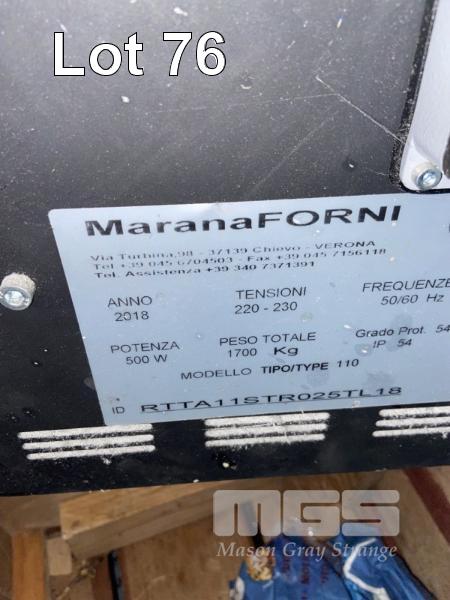 Lot 76
MaranaFORNI
Via Turbina,98 - 37139 Chievo - VERONA
Tel +39 045 6704503 - Fax +39 045 7156118
Tel. Assistenza +39 340 7371391
ANNO TENSIONI FREQUENZE
2018 220 - 230 50/60 Hz
POTENZA PESO TOTALE Grado Prot. 54
500 W 1700 Kg IP 54
MODELLO TIPO/TYPE 110
ID RTTA11STR025TL18
MGS
Mason Gray Strange